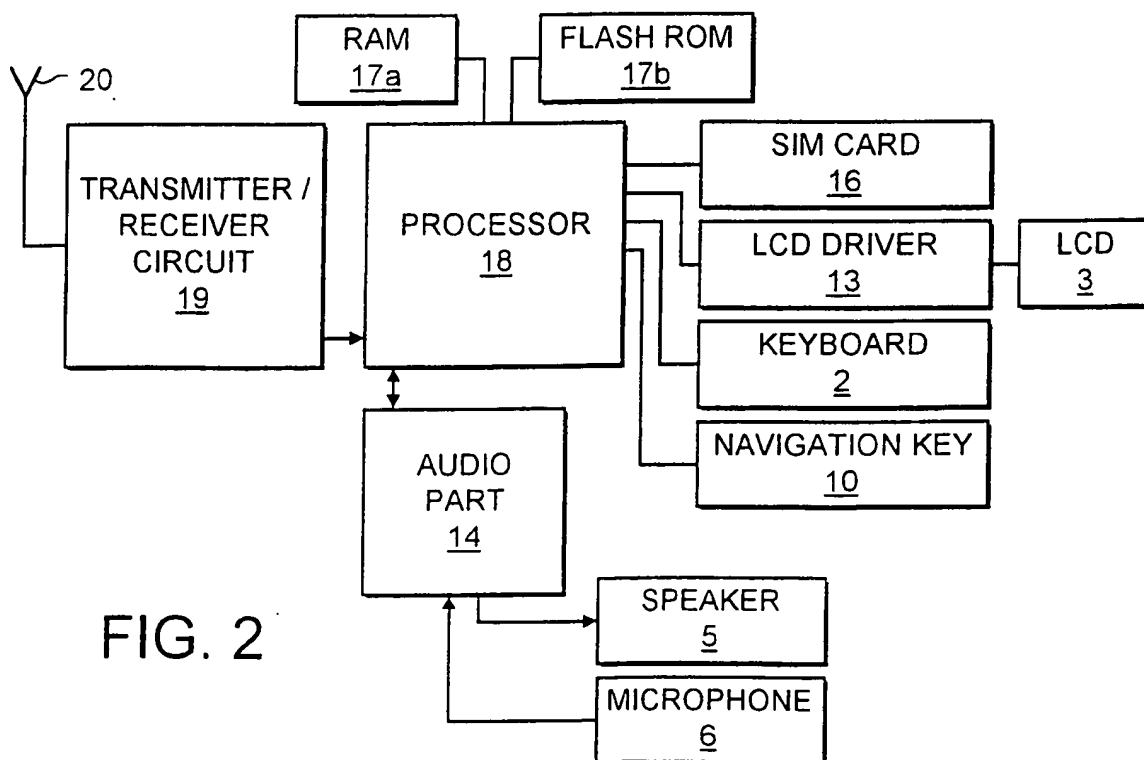 RAM
17a
FLASH ROM
17b
20
TRANSMITTER /
RECEIVER
CIRCUIT
19
PROCESSOR
18
SIM CARD
16
LCD DRIVER
13
LCD
3
KEYBOARD
2
NAVIGATION KEY
10
AUDIO
PART
14
SPEAKER
5
MICROPHONE
6
FIG. 2